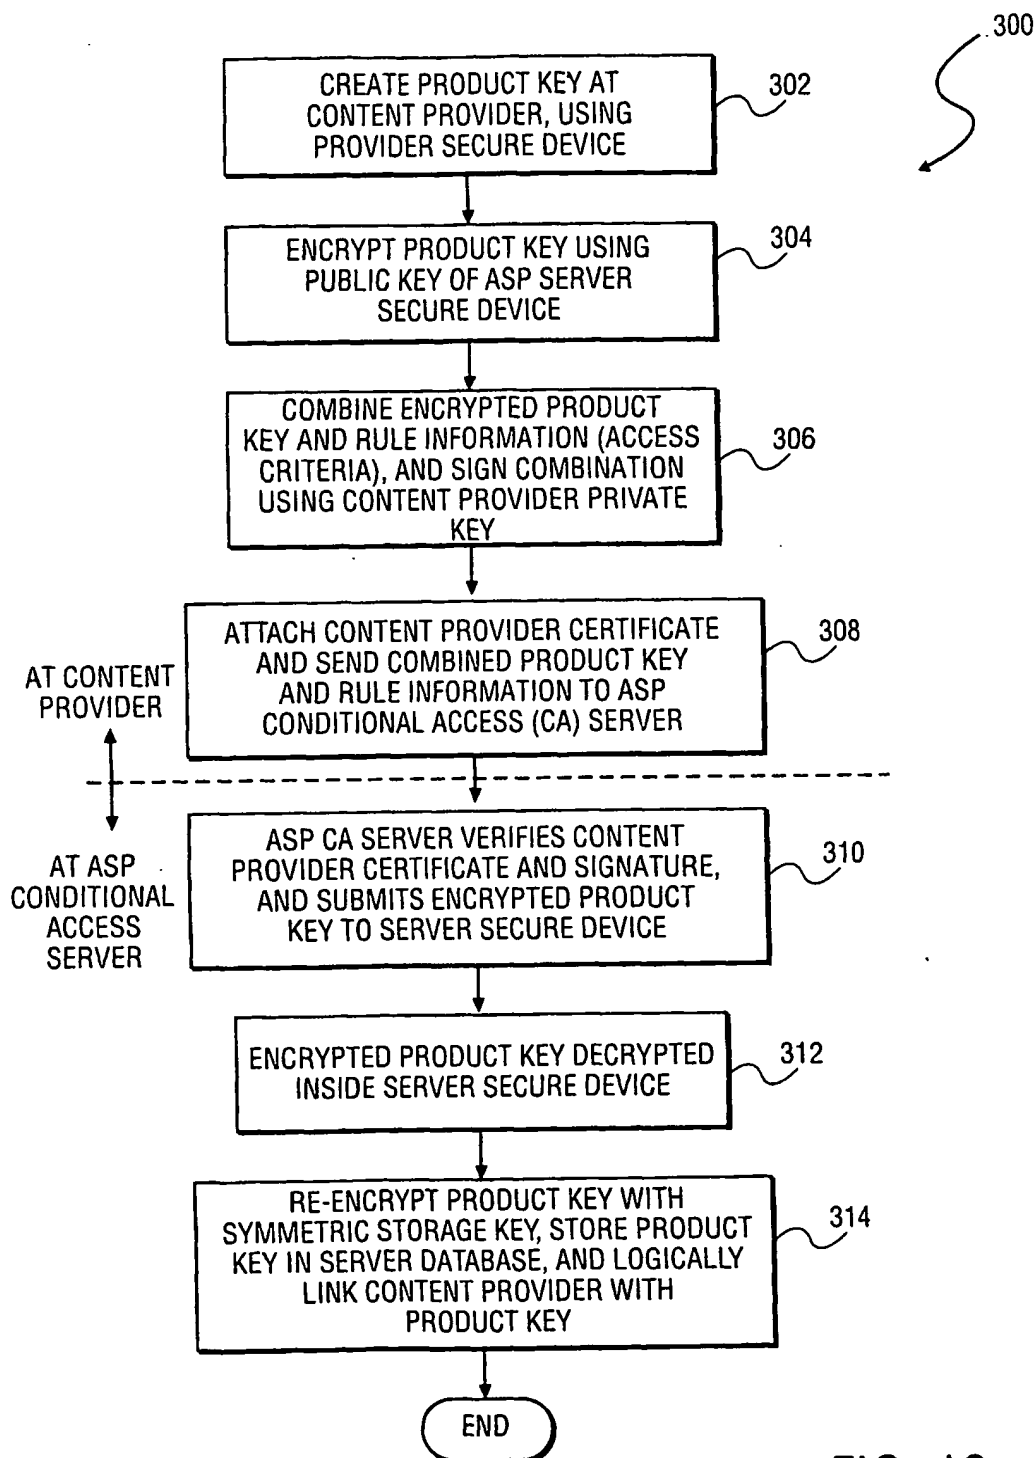 300
CREATE PRODUCT KEY AT
CONTENT PROVIDER, USING
PROVIDER SECURE DEVICE
302
ENCRYPT PRODUCT KEY USING
PUBLIC KEY OF ASP SERVER
SECURE DEVICE
304
COMBINE ENCRYPTED PRODUCT
KEY AND RULE INFORMATION (ACCESS
CRITERIA), AND SIGN COMBINATION
USING CONTENT PROVIDER PRIVATE
KEY
306
ATTACH CONTENT PROVIDER CERTIFICATE
AND SEND COMBINED PRODUCT KEY
AND RULE INFORMATION TO ASP
CONDITIONAL ACCESS (CA) SERVER
308
AT CONTENT
PROVIDER
AT ASP
CONDITIONAL
ACCESS
SERVER
ASP CA SERVER VERIFIES CONTENT
PROVIDER CERTIFICATE AND SIGNATURE,
AND SUBMITS ENCRYPTED PRODUCT
KEY TO SERVER SECURE DEVICE
310
ENCRYPTED PRODUCT KEY DECRYPTED
INSIDE SERVER SECURE DEVICE
312
RE-ENCRYPT PRODUCT KEY WITH
SYMMETRIC STORAGE KEY, STORE PRODUCT
KEY IN SERVER DATABASE, AND LOGICALLY
LINK CONTENT PROVIDER WITH
PRODUCT KEY
314
END